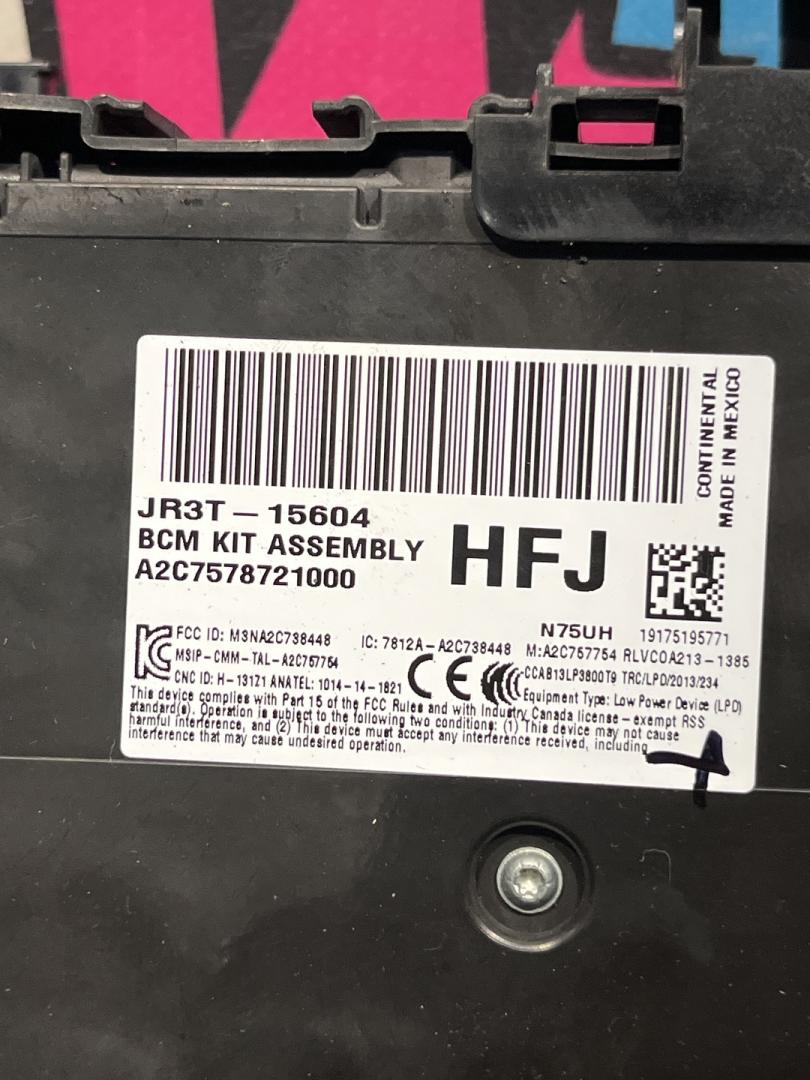 CONTINENTAL
MADE IN MEXICO
JR3T-15604
BCM KIT ASSEMBLY
A2C7578721000
HFJ
N75UH 19175195771
FCC ID: M3NA2C738448 IC: 7812A-A2C738448 M:A2C757754 RLVCOA213-1385
MSIP-CMM-TAL-A2C757754 CE CCAB13LP3800T9 TRC/LPD/2013/234
CNC ID: H-13121 ANATEL: 1014-14-1821 Equipment Type: Low Power Device (LPD)
This device complies with Part 15 of the FCC Rules and with Industry Canada license-exempt RSS
standard(s). Operation is subject to the following two conditions: (1) This device may not cause
harmful interference, and (2) This device must accept any interference received, including
interference that may cause undesired operation.